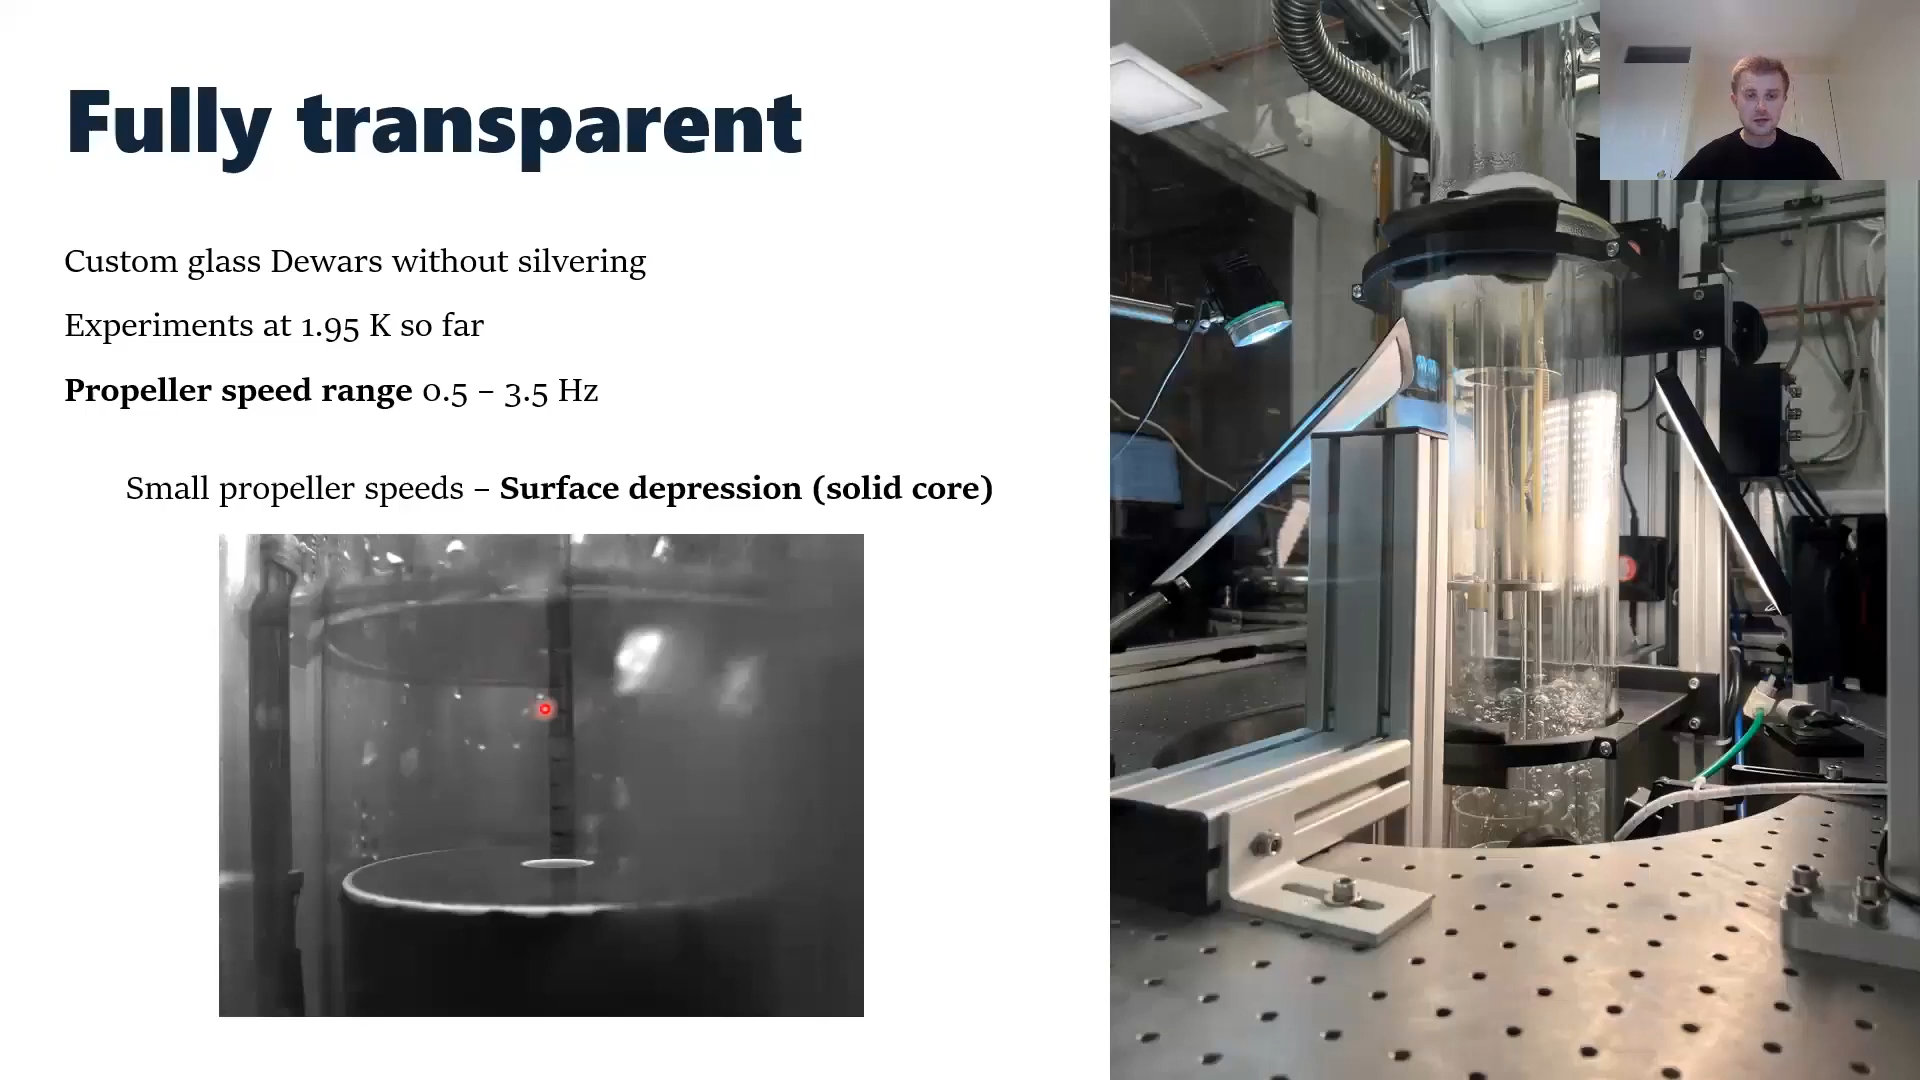 Fully transparent
Custom glass Dewars without silvering
Experiments at 1.95 K so far
Propeller speed range 0.5 – 3.5 Hz
Small propeller speeds – Surface depression (solid core)